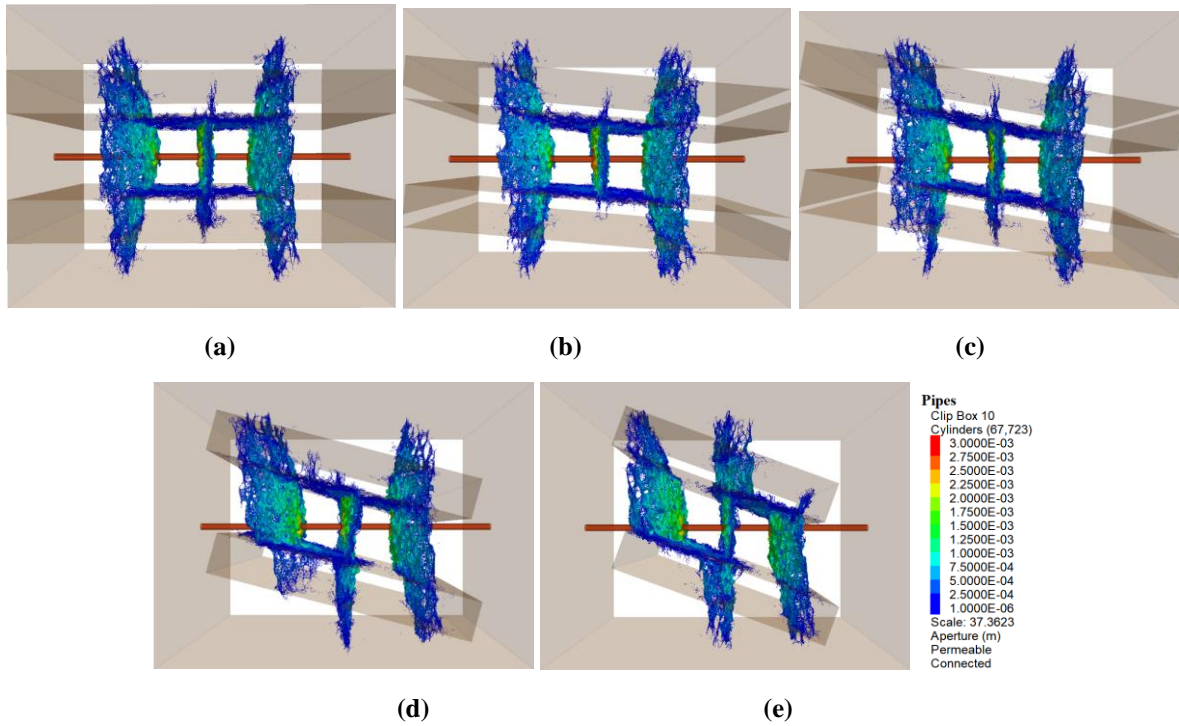 (a)
(b)
(c)
Pipes
Clip Box 10
Cylinders (67,723)
3.0000E-03
2.7500E-03
2.5000E-03
2.2500E-03
2.0000E-03
1.7500E-03
1.5000E-03
1.2500E-03
1.0000E-03
7.5000E-04
5.0000E-04
2.5000E-04
1.0000E-06
Scale: 37.3623
Aperture (m)
Permeable
Connected
(d)
(e)